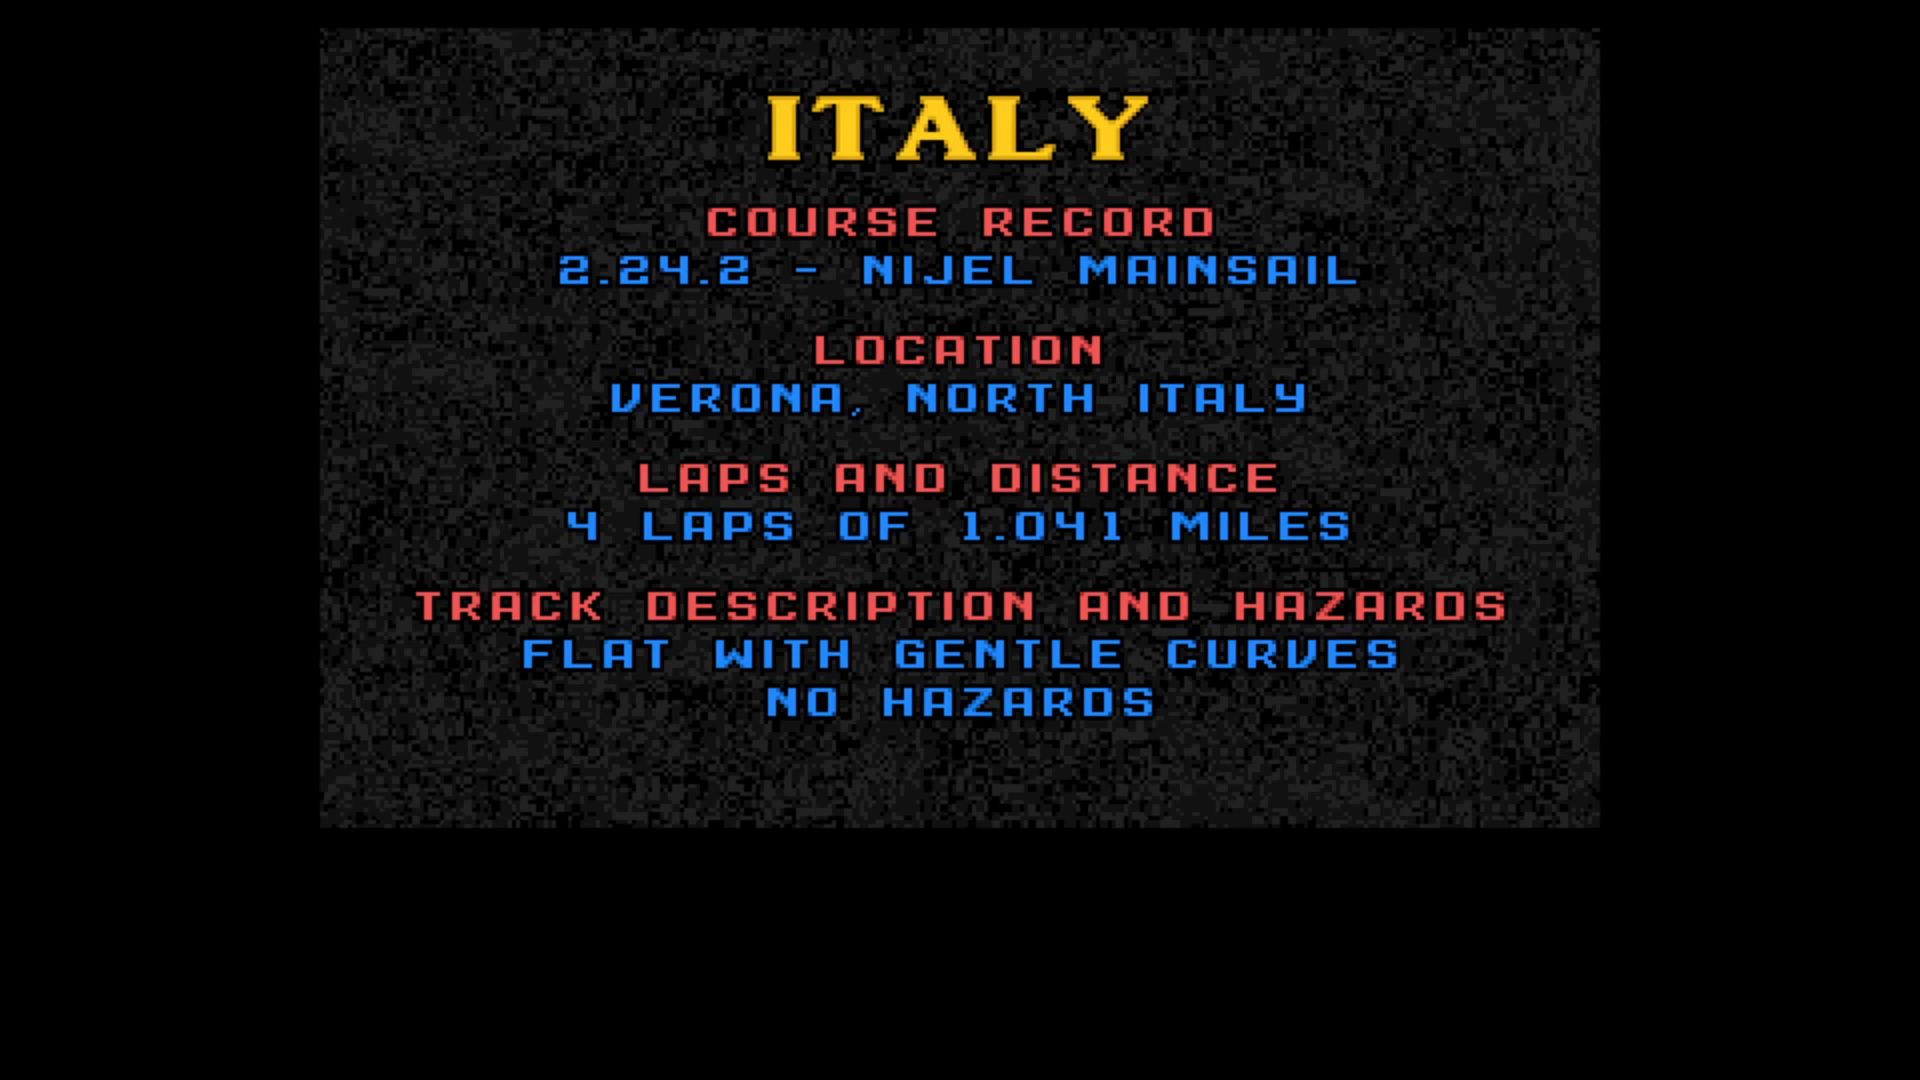 ITALY
COURSE RECORD
2.24.2 - NIJEL MAINSAIL
LOCATION
VERONA, NORTH ITALY
LAPS AND DISTANCE
4 LAPS OF 1.041 MILES
TRACK DESCRIPTION AND HAZARDS
FLAT WITH GENTLE CURVES
NO HAZARDS